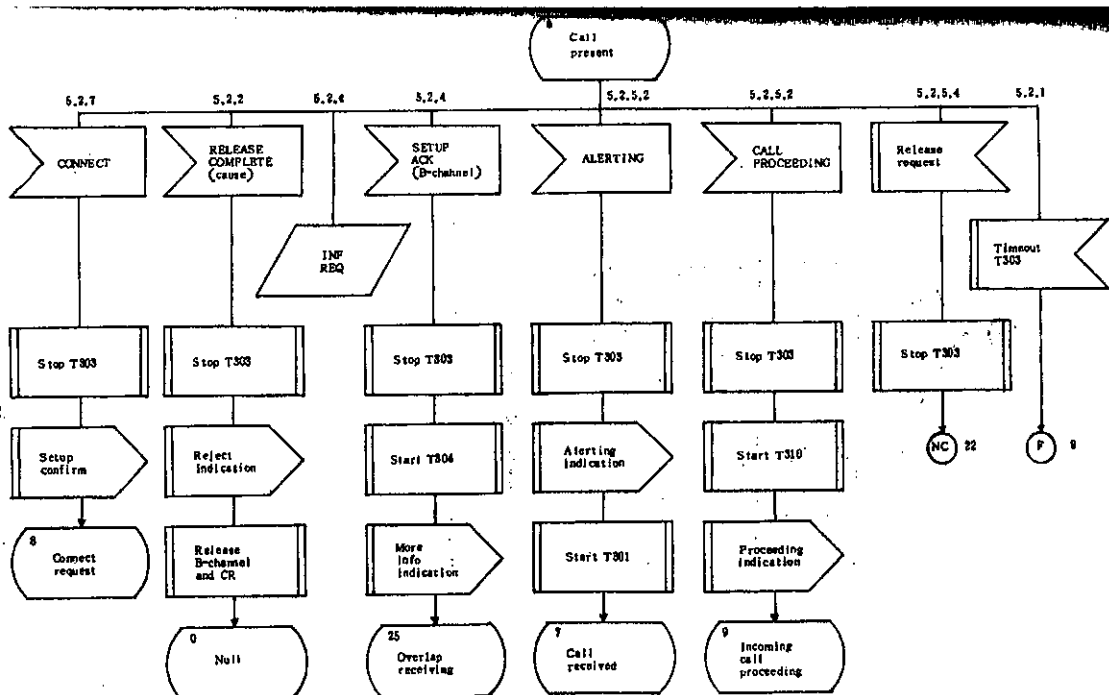 6
Call
present
5.2.7
5.2.2
5.2.4
5.2.5.2
5.2.5.2
5.2.5.4
5.2.1
CONNECT
RELEASE
COMPLETE
(cause)
SETUP
ACK
(B-channel)
ALERTING
CALL
PROCEEDING
Release
request
INF
REQ
Timeout
T303
Stop T303
Stop T303
Stop T303
Stop T303
Stop T303
Stop T303
Setup
confirm
Reject
indication
Start T304
Alerting
indication
Start T310
NC
22
F
9
8
Connect
request
Release
B-channel
and CR
More
info
indication
Start T301
Proceeding
indication
0
Null
25
Overlap
receiving
7
Call
received
9
Incoming
call
proceeding